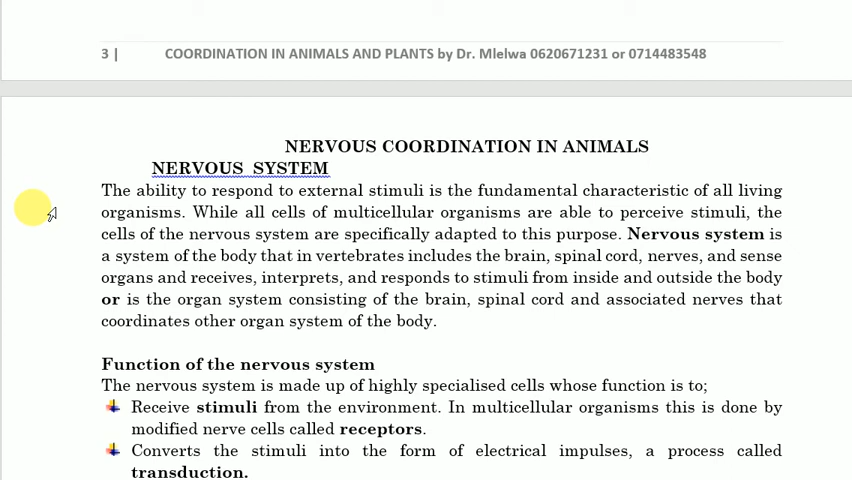 3 | COORDINATION IN ANIMALS AND PLANTS by Dr. Mlelwa 0620671231 or 0714483548
NERVOUS COORDINATION IN ANIMALS
NERVOUS SYSTEM
The ability to respond to external stimuli is the fundamental characteristic of all living
organisms. While all cells of multicellular organisms are able to perceive stimuli, the
cells of the nervous system are specifically adapted to this purpose. Nervous system is
a system of the body that in vertebrates includes the brain, spinal cord, nerves, and sense
organs and receives, interprets, and responds to stimuli from inside and outside the body
or is the organ system consisting of the brain, spinal cord and associated nerves that
coordinates other organ system of the body.
Function of the nervous system
The nervous system is made up of highly specialised cells whose function is to;
Receive stimuli from the environment. In multicellular organisms this is done by
modified nerve cells called receptors.
Converts the stimuli into the form of electrical impulses, a process called
transduction.